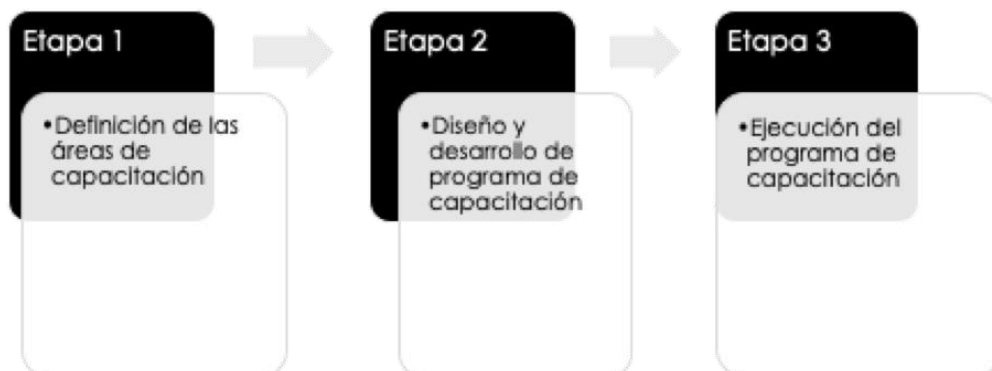 Etapa 1
•Definición de las
áreas de
capacitación
Etapa 2
•Diseño y
desarrollo de
programa de
capacitación
Etapa 3
•Ejecución del
programa de
capacitación